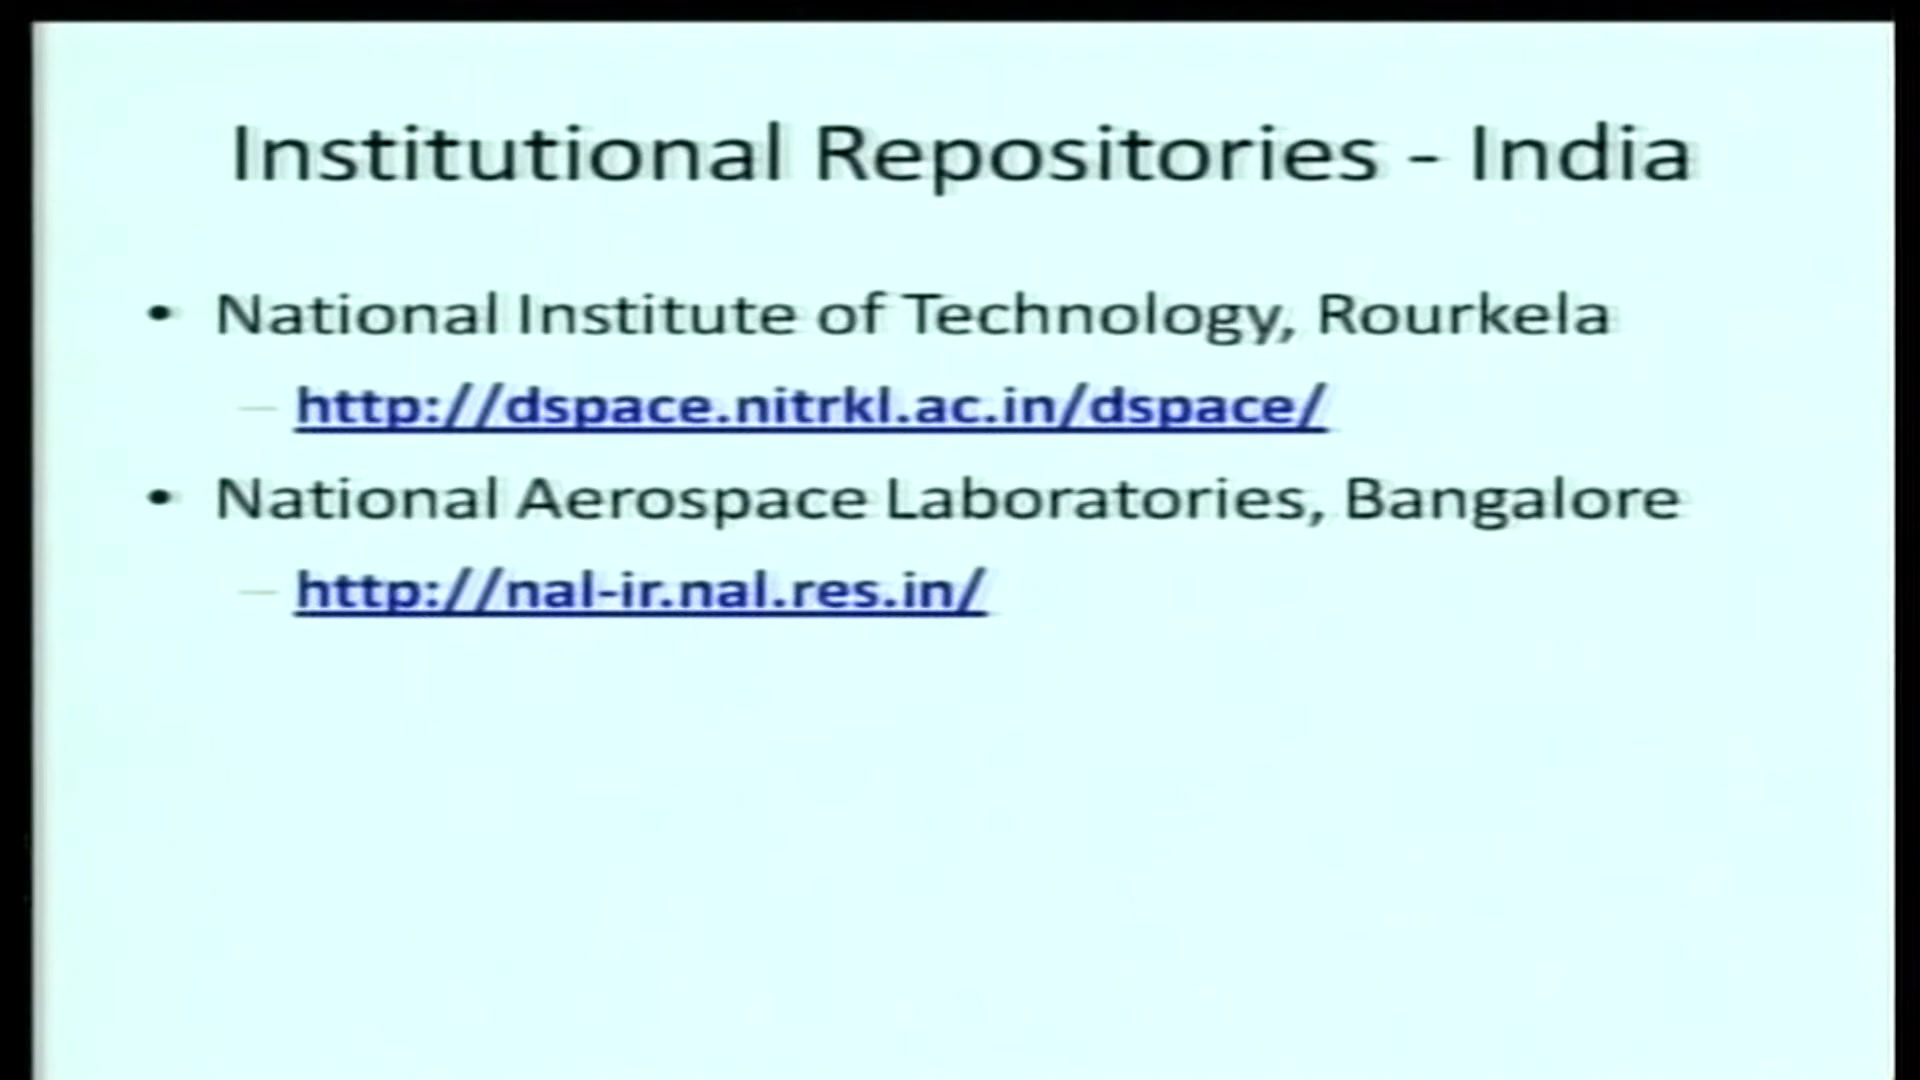 Institutional Repositories - India
• National Institute of Technology, Rourkela
– http://dspace.nitrkl.ac.in/dspace/
• National Aerospace Laboratories, Bangalore
– http://nal-ir.nal.res.in/